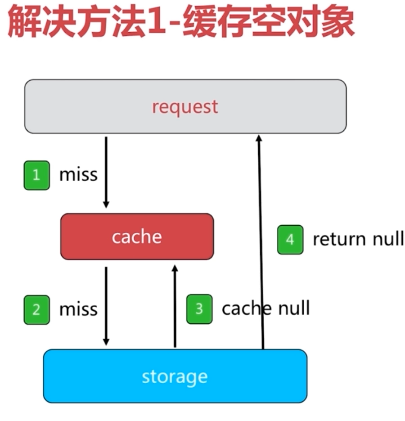 解决方法1-缓存空对象
request
1 miss
cache
4 return null
2 miss
3 cache null
storage